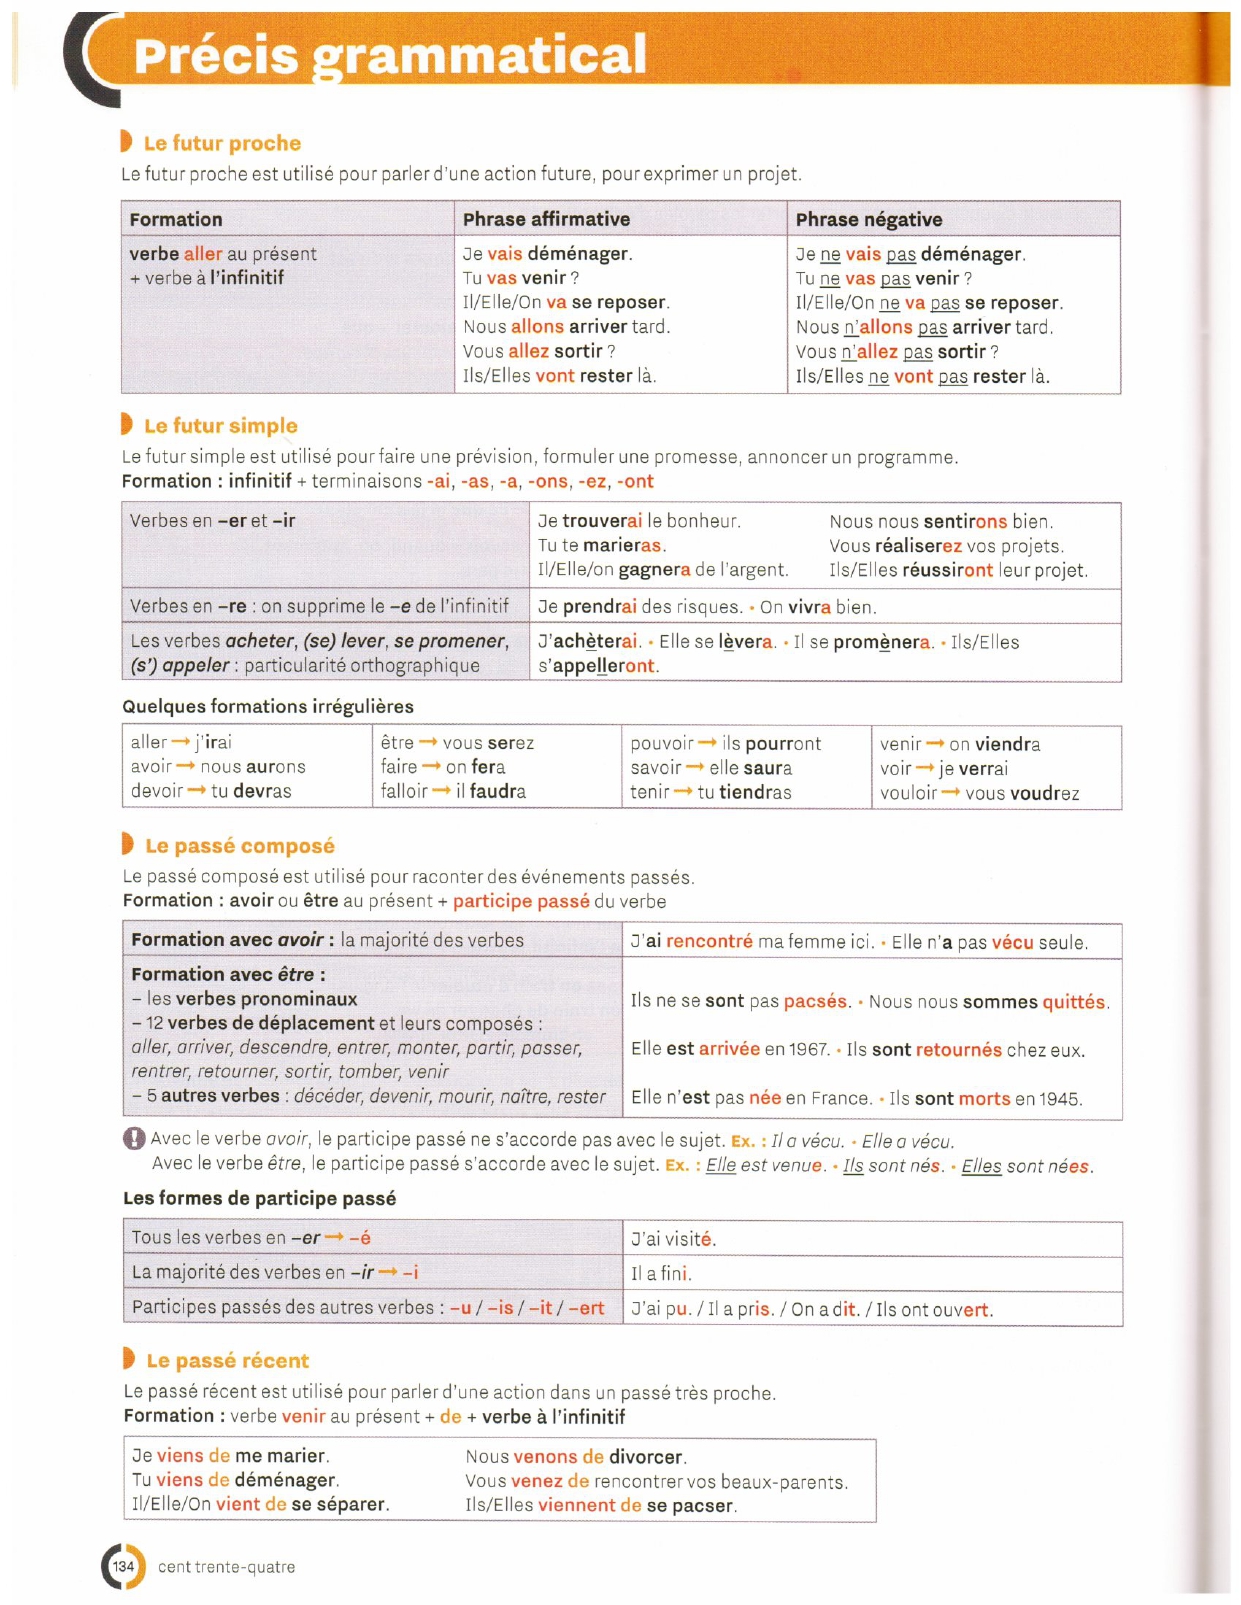 Précis grammatical
Le futur proche
Le futur proche est utilisé pour parler d'une action future, pour exprimer un projet.
Formation Phrase affirmative Phrase négative
verbe aller au présent
+ verbe à l'infinitif
Je vais déménager.
Tu vas venir ?
Il/Elle/On va se reposer.
Nous allons arriver tard.
Vous allez sortir ?
Ils/Elles vont rester là.
Je ne vais pas déménager.
Tu ne vas pas venir ?
Il/Elle/On ne va pas se reposer.
Nous n'allons pas arriver tard.
Vous n'allez pas sortir ?
Ils/Elles ne vont pas rester là.
Le futur simple
Le futur simple est utilisé pour faire une prévision, formuler une promesse, annoncer un programme.
Formation : infinitif + terminaisons -ai, -as, -a, -ons, -ez, -ont
Verbes en –er et –ir
Je trouverai le bonheur.
Tu te marieras.
Il/Elle/on gagnera de l'argent.
Nous nous sentirons bien.
Vous réaliserez vos projets.
Ils/Elles réussiront leur projet.
Verbes en –re : on supprime le –e de l'infinitif
Je prendrai des risques. • On vivra bien.
Les verbes acheter, (se) lever, se promener,
(s') appeler : particularité orthographique
J'achèterai. • Elle se lèvera. • Il se promènera. • Ils/Elles
s'appelleront.
Quelques formations irrégulières
aller → j'irai
avoir → nous aurons
devoir → tu devras
être → vous serez
faire → on fera
falloir → il faudra
pouvoir → ils pourront
savoir → elle saura
tenir → tu tiendras
venir → on viendra
voir → je verrai
vouloir → vous voudrez
Le passé composé
Le passé composé est utilisé pour raconter des événements passés.
Formation : avoir ou être au présent + participe passé du verbe
Formation avec avoir : la majorité des verbes
J'ai rencontré ma femme ici. • Elle n'a pas vécu seule.
Formation avec être :
– les verbes pronominaux
– 12 verbes de déplacement et leurs composés :
aller, arriver, descendre, entrer, monter, partir, passer,
rentrer, retourner, sortir, tomber, venir
– 5 autres verbes : décéder, devenir, mourir, naître, rester
Ils ne se sont pas pacsés. • Nous nous sommes quittés.
Elle est arrivée en 1967. • Ils sont retournés chez eux.
Elle n'est pas née en France. • Ils sont morts en 1945.
! Avec le verbe avoir, le participe passé ne s'accorde pas avec le sujet. Ex. : Il a vécu. • Elle a vécu.
Avec le verbe être, le participe passé s'accorde avec le sujet. Ex. : Elle est venue. • Ils sont nés. • Elles sont nées.
Les formes de participe passé
Tous les verbes en –er → –é
J'ai visité.
La majorité des verbes en –ir → –i
Il a fini.
Participes passés des autres verbes : –u / –is / –it / –ert
J'ai pu. / Il a pris. / On a dit. / Ils ont ouvert.
Le passé récent
Le passé récent est utilisé pour parler d'une action dans un passé très proche.
Formation : verbe venir au présent + de + verbe à l'infinitif
Je viens de me marier.
Tu viens de déménager.
Il/Elle/On vient de se séparer.
Nous venons de divorcer.
Vous venez de rencontrer vos beaux-parents.
Ils/Elles viennent de se pacser.
134 cent trente-quatre